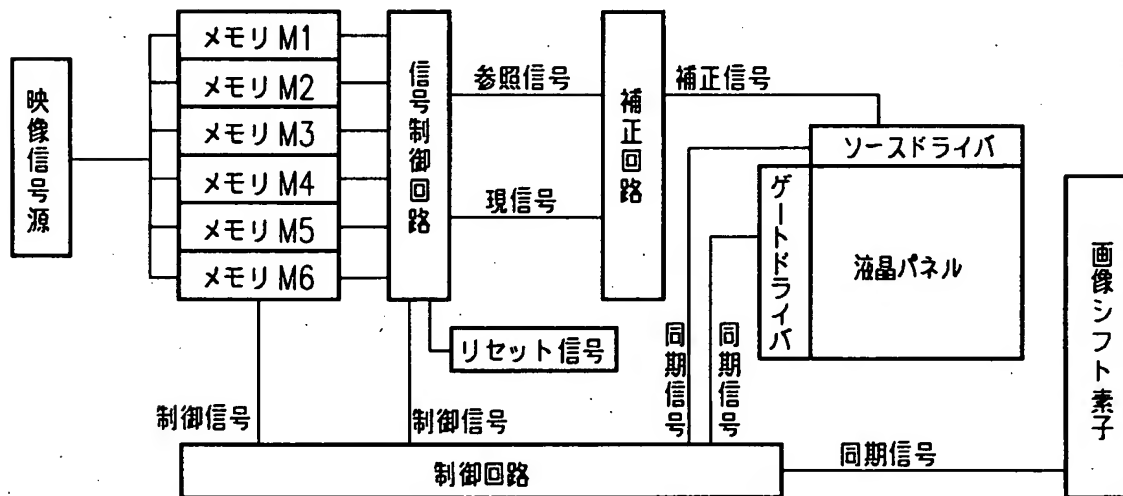 映像信号源
メモリ M1
メモリ M2
メモリ M3
メモリ M4
メモリ M5
メモリ M6
信号制御回路
参照信号
現信号
補正回路
補正信号
ソースドライバ
ゲートドライバ
液晶パネル
画像シフト素子
リセット信号
制御信号
制御信号
同期信号
同期信号
制御回路
同期信号